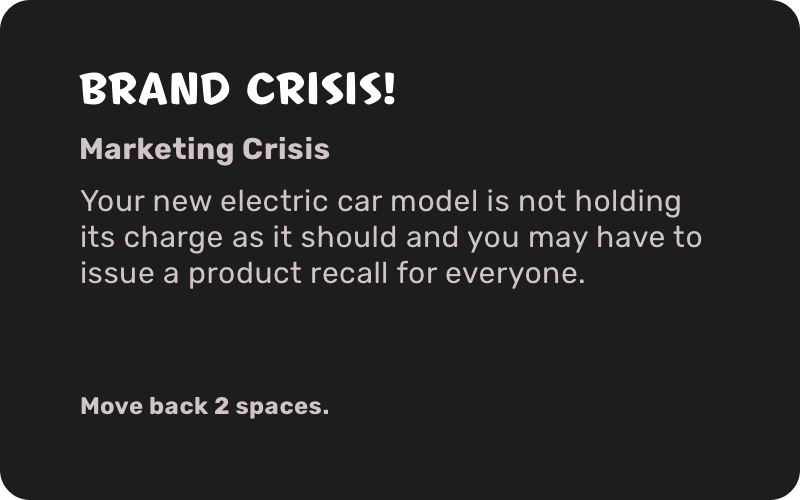 BRAND CRISIS!
Marketing Crisis
Your new electric car model is not holding
its charge as it should and you may have to
issue a product recall for everyone.
Move back 2 spaces.